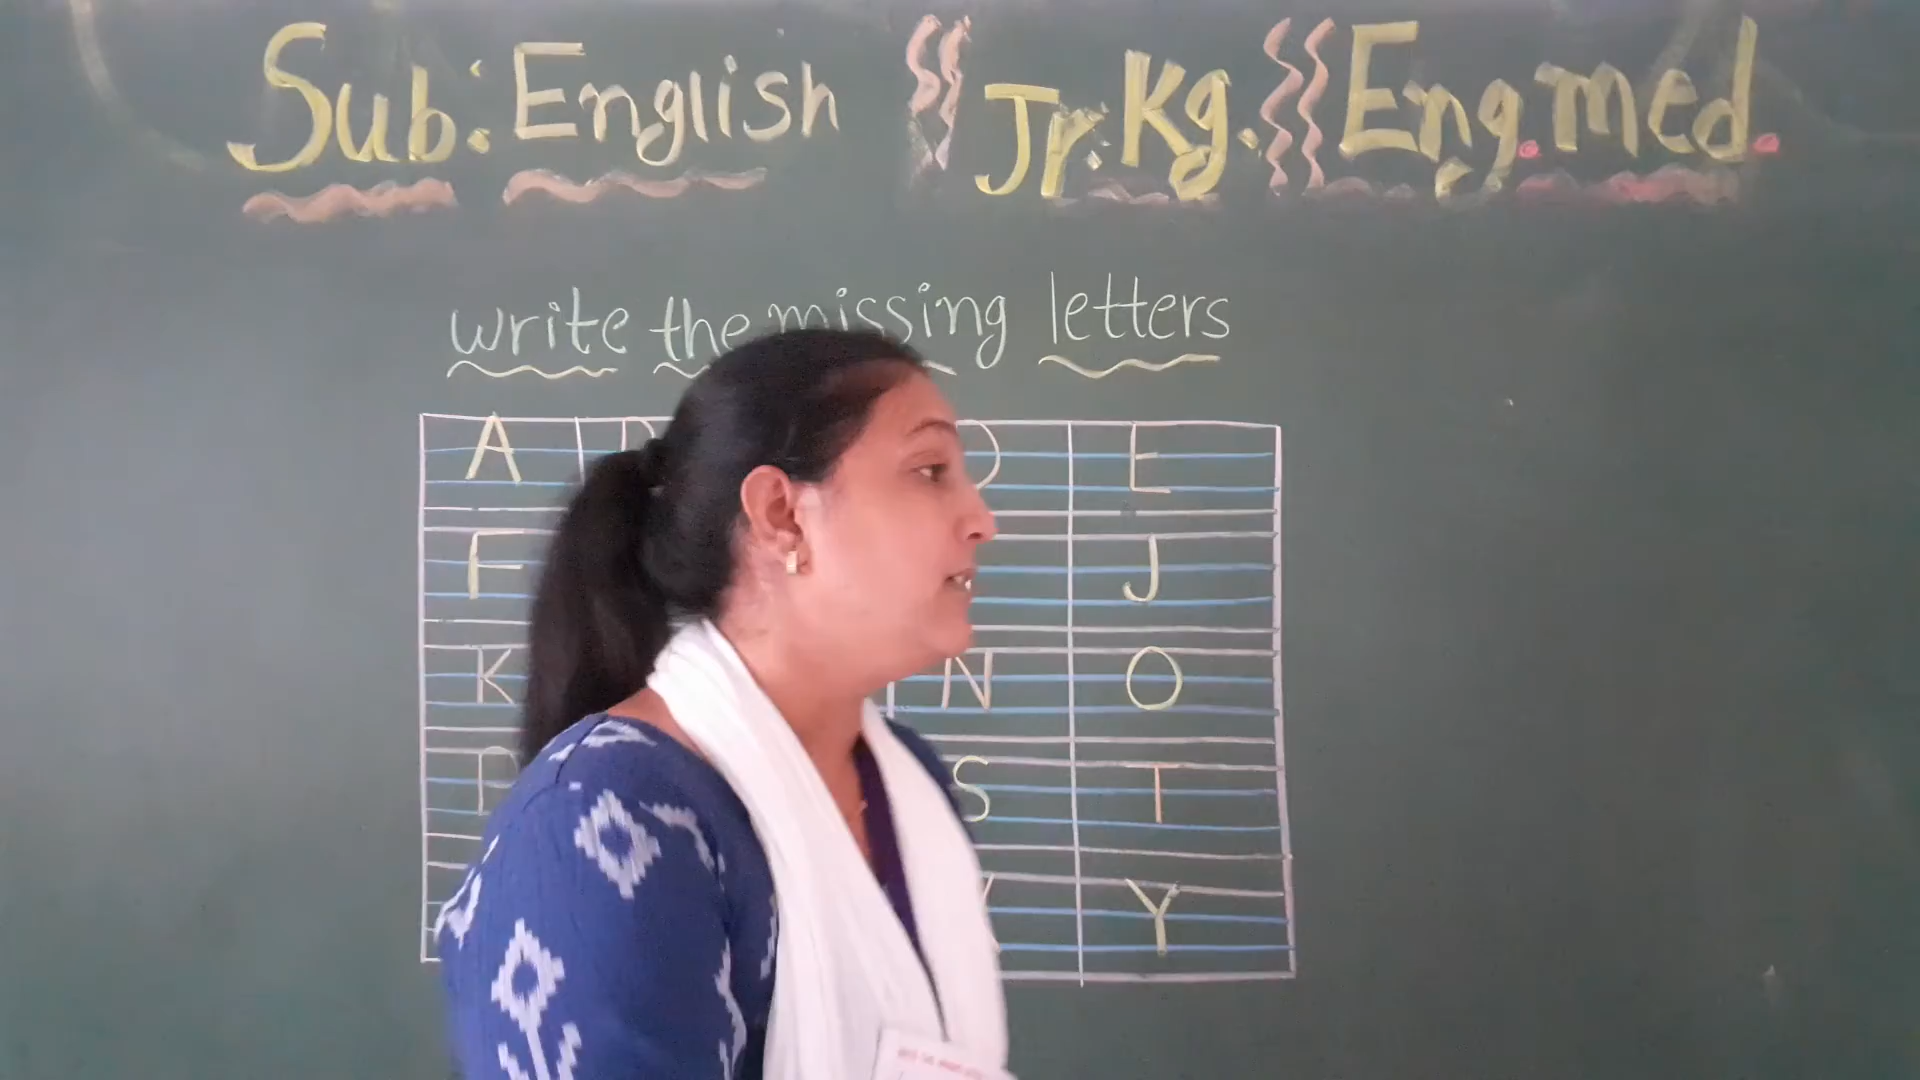 Sub: English Jr. Kg. Eng. med.
write the missing letters
A D E
F J
K N O
P S T
Y